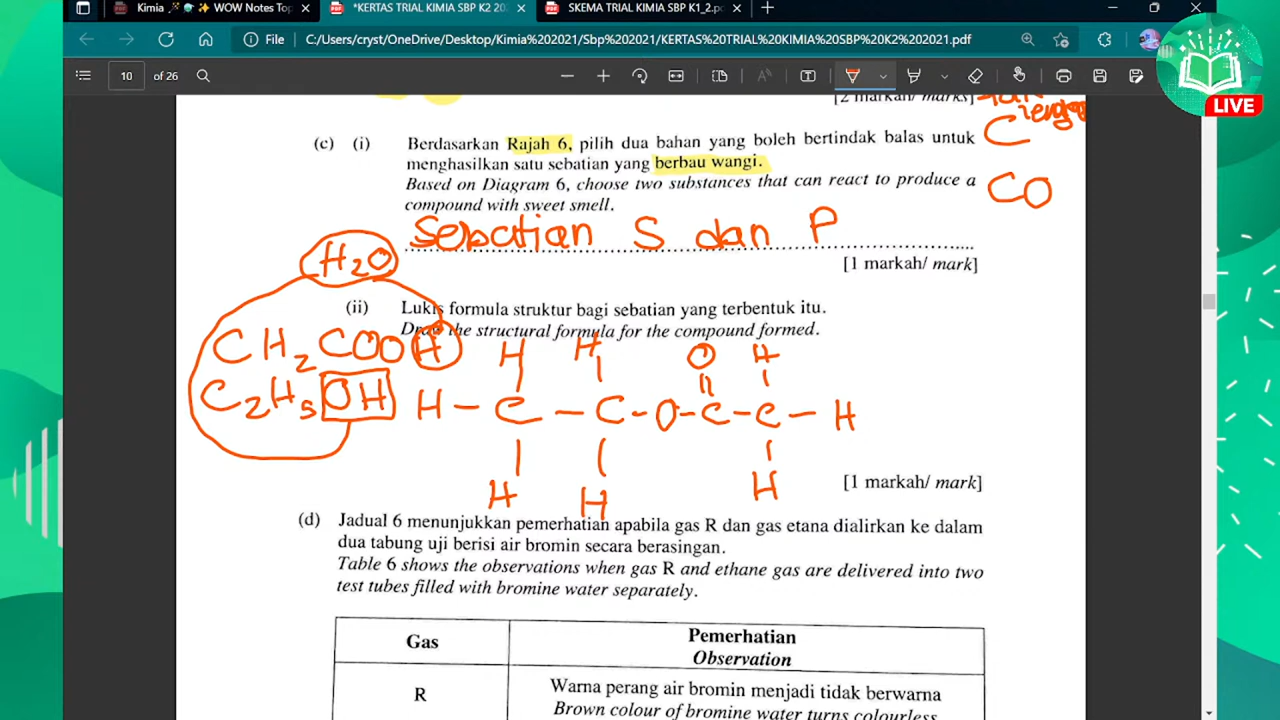 Kimia 🪄 🧪 ✨ WOW Notes Top
*KERTAS TRIAL KIMIA SBP K2 202
SKEMA TRIAL KIMIA SBP K1_2.pdf
File C:/Users/cryst/OneDrive/Desktop/Kimia%202021/Sbp%202021/KERTAS%20TRIAL%20KIMIA%20SBP%20K2%202021.pdf
10 of 26
LIVE
[2 markah/ marks]
C
CO
(c) (i) Berdasarkan Rajah 6, pilih dua bahan yang boleh bertindak balas untuk
menghasilkan satu sebatian yang berbau wangi.
Based on Diagram 6, choose two substances that can react to produce a
compound with sweet smell.
Sebatian S dan P
[1 markah/ mark]
H₂O
(ii) Lukis formula struktur bagi sebatian yang terbentuk itu.
Draw the structural formula for the compound formed.
CH₂COOH
C₂H₅OH
H H O H
H – C – C – O – C – C – H
H H H
[1 markah/ mark]
(d) Jadual 6 menunjukkan pemerhatian apabila gas R dan gas etana dialirkan ke dalam
dua tabung uji berisi air bromin secara berasingan.
Table 6 shows the observations when gas R and ethane gas are delivered into two
test tubes filled with bromine water separately.
Gas Pemerhatian
Observation
R Warna perang air bromin menjadi tidak berwarna
Brown colour of bromine water turns colourless